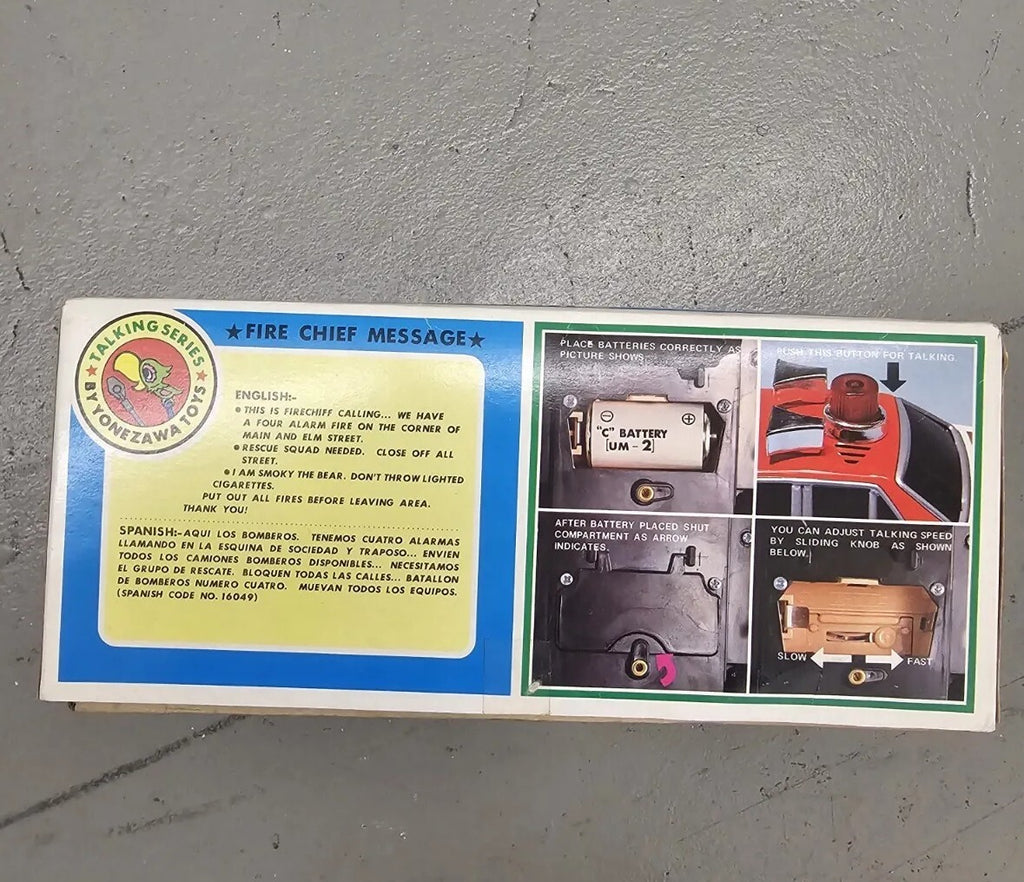 TALKING SERIES
BY YONEZAWA TOYS
★FIRE CHIEF MESSAGE★
ENGLISH:-
● THIS IS FIRECHIFF CALLING... WE HAVE
A FOUR ALARM FIRE ON THE CORNER OF
MAIN AND ELM STREET.
● RESCUE SQUAD NEEDED. CLOSE OFF ALL
STREET.
● I AM SMOKY THE BEAR. DON'T THROW LIGHTED
CIGARETTES.
PUT OUT ALL FIRES BEFORE LEAVING AREA.
THANK YOU!
SPANISH:-AQUI LOS BOMBEROS. TENEMOS CUATRO ALARMAS
LLAMANDO EN LA ESQUINA DE SOCIEDAD Y TRAPOSO... ENVIEN
TODOS LOS CAMIONES BOMBEROS DISPONIBLES... NECESITAMOS
EL GRUPO DE RESCATE. BLOQUEN TODAS LAS CALLES... BATALLON
DE BOMBEROS NUMERO CUATRO. MUEVAN TODOS LOS EQUIPOS.
(SPANISH CODE NO. 16049)
PLACE BATTERIES CORRECTLY AS
PICTURE SHOWS.
"C" BATTERY
[UM-2]
PUSH THIS BUTTON FOR TALKING.
AFTER BATTERY PLACED SHUT
COMPARTMENT AS ARROW
INDICATES.
YOU CAN ADJUST TALKING SPEED
BY SLIDING KNOB AS SHOWN
BELOW.
SLOW
FAST